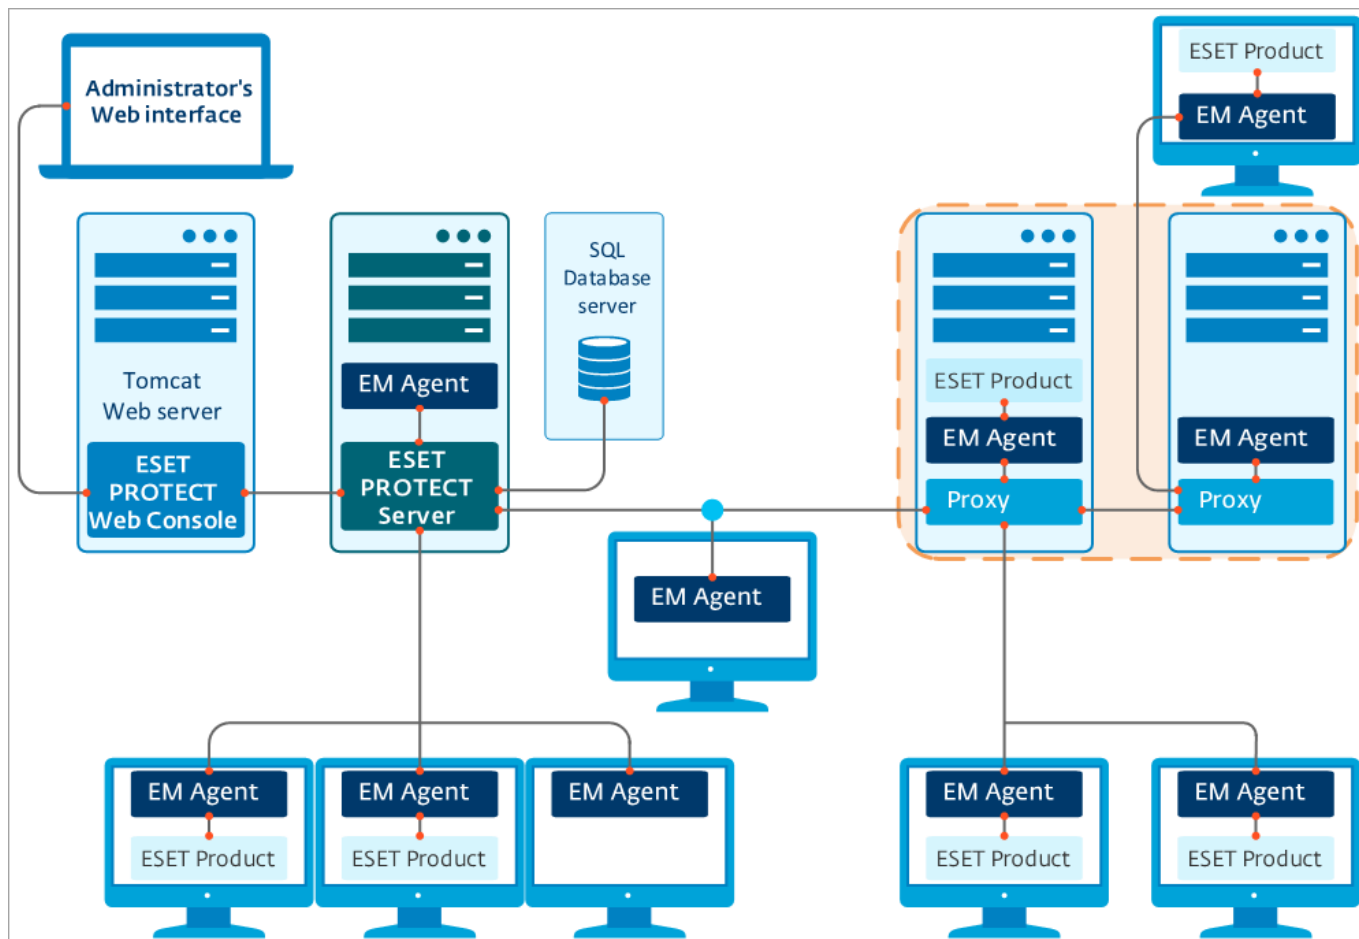 Administrator's
Web interface
ESET Product
EM Agent
Tomcat
Web server
ESET
PROTECT
Web Console
EM Agent
ESET
PROTECT
Server
SQL
Database
server
ESET Product
EM Agent
Proxy
EM Agent
Proxy
EM Agent
EM Agent
ESET Product
EM Agent
ESET Product
EM Agent
EM Agent
ESET Product
EM Agent
ESET Product